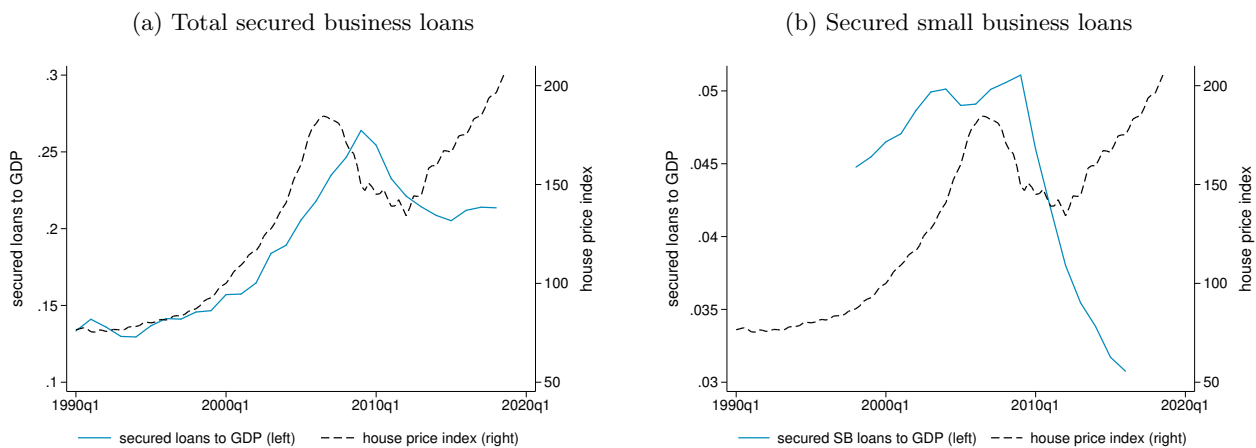 (a) Total secured business loans
.3
.25
.2
.15
.1
secured loans to GDP
200
150
100
50
house price index
1990q1 2000q1 2010q1 2020q1
secured loans to GDP (left) house price index (right)
(b) Secured small business loans
.05
.045
.04
.035
.03
secured loans to GDP
200
150
100
50
house price index
1990q1 2000q1 2010q1 2020q1
secured SB loans to GDP (left) house price index (right)